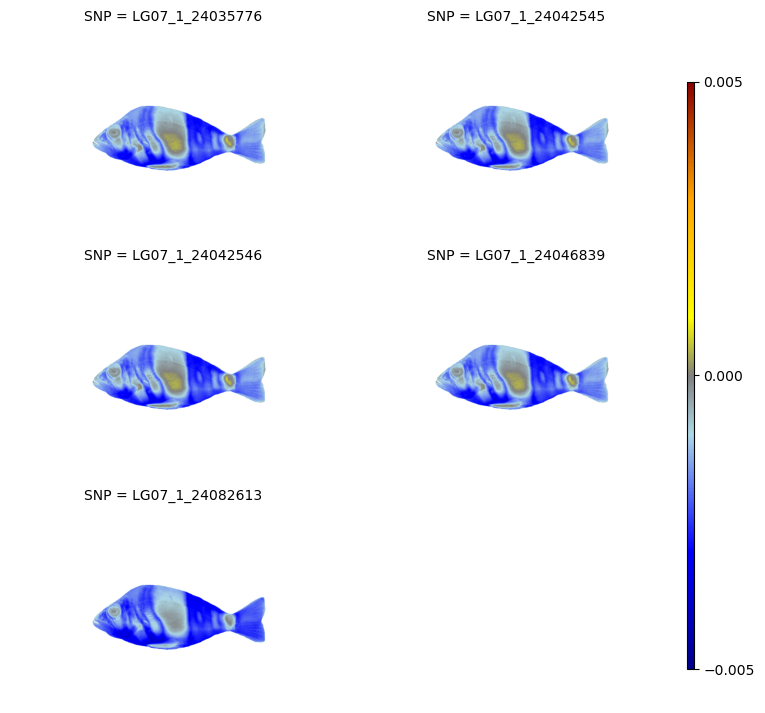 SNP = LG07_1_24035776
SNP = LG07_1_24042545
0.005
SNP = LG07_1_24042546
SNP = LG07_1_24046839
0.000
SNP = LG07_1_24082613
−0.005